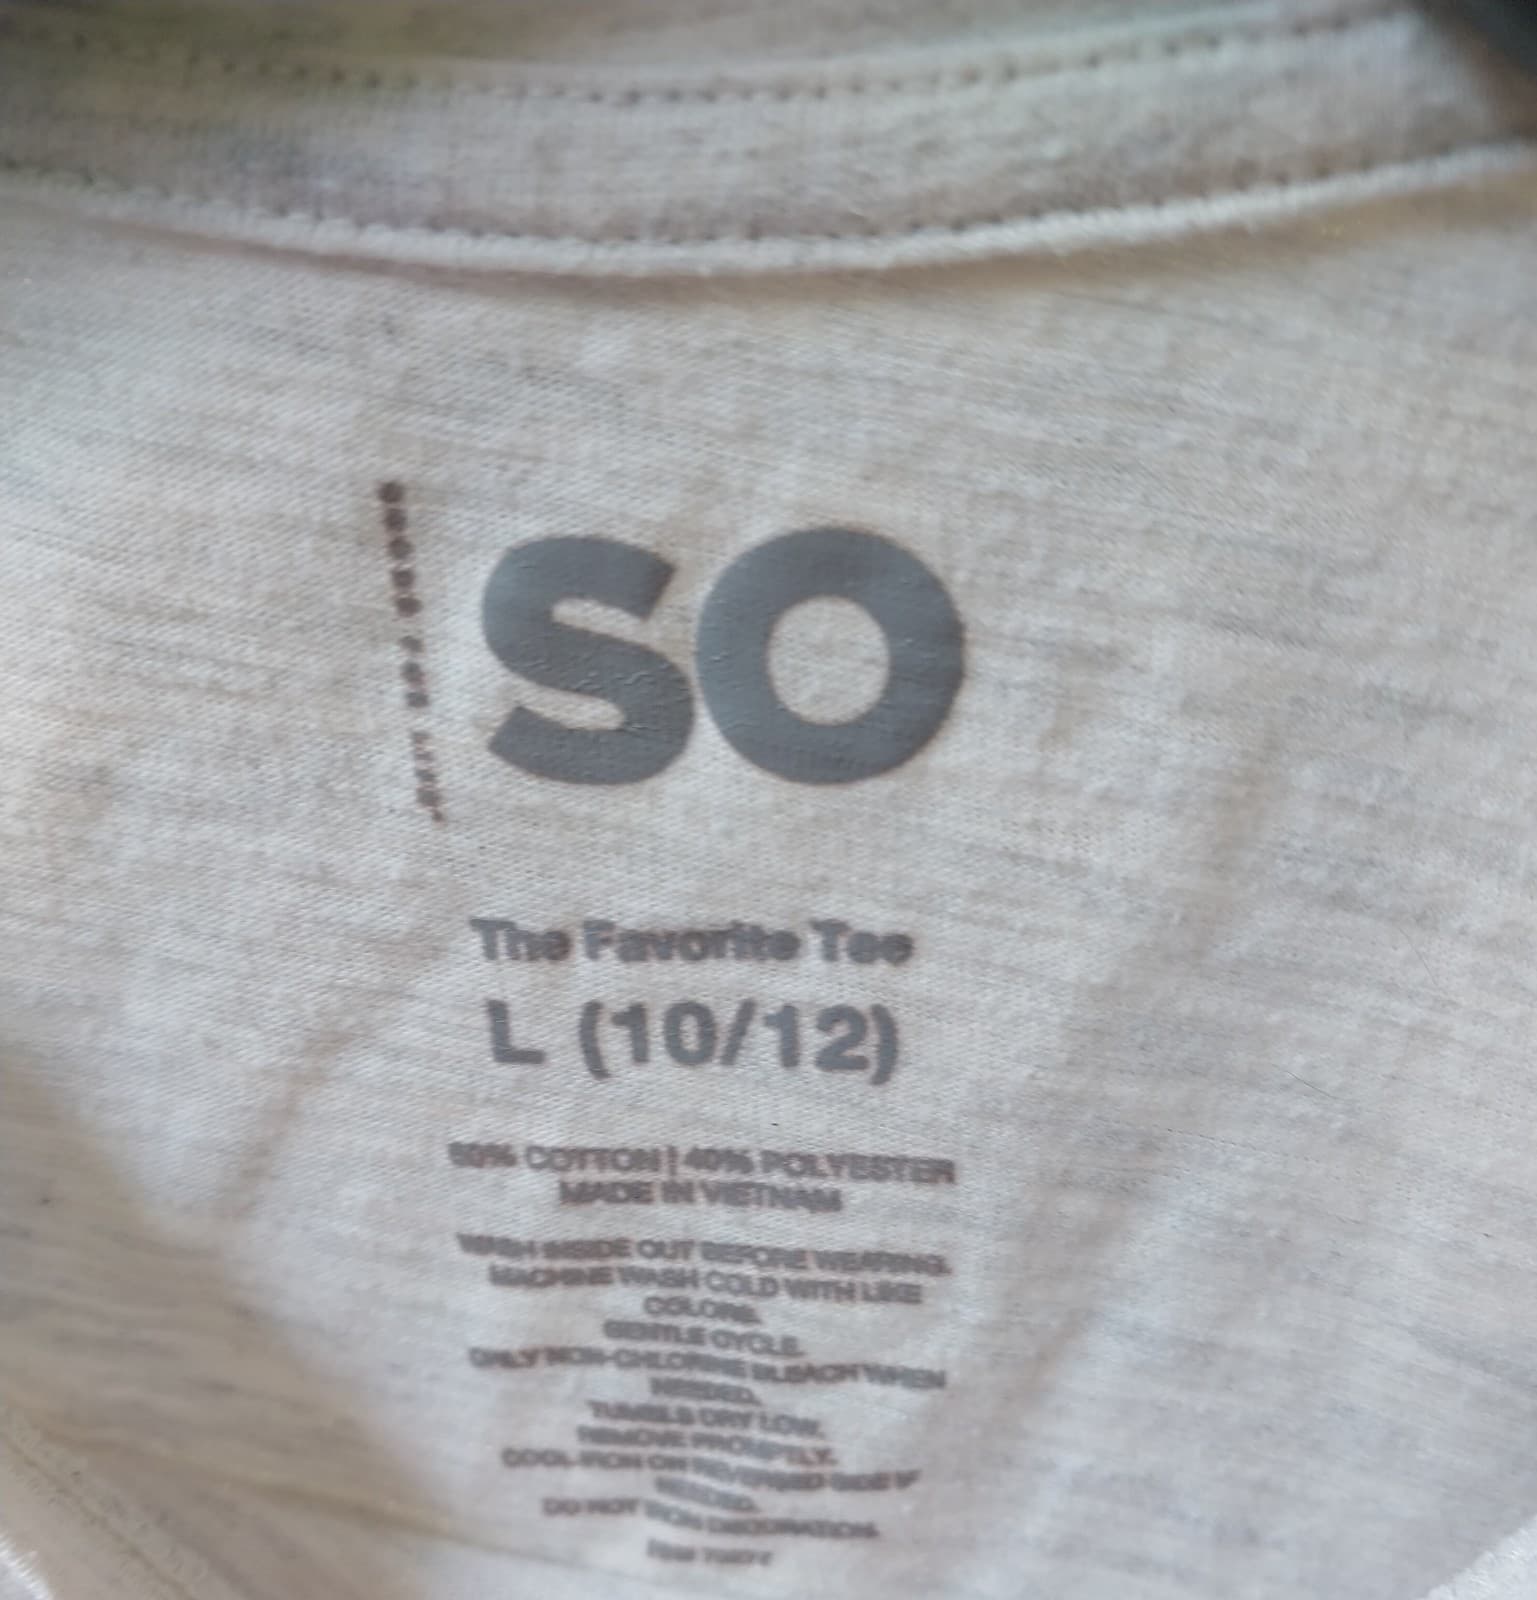 SO
The Favorite Tee
L (10/12)
60% COTTON | 40% POLYESTER
MADE IN VIETNAM
WASH INSIDE OUT BEFORE WEARING.
MACHINE WASH COLD WITH LIKE
COLORS.
GENTLE CYCLE.
ONLY NON-CHLORINE BLEACH WHEN
NEEDED.
TUMBLE DRY LOW.
REMOVE PROMPTLY.
COOL IRON ON REVERSED SIDE IF
NEEDED.
DO NOT IRON DECORATION.